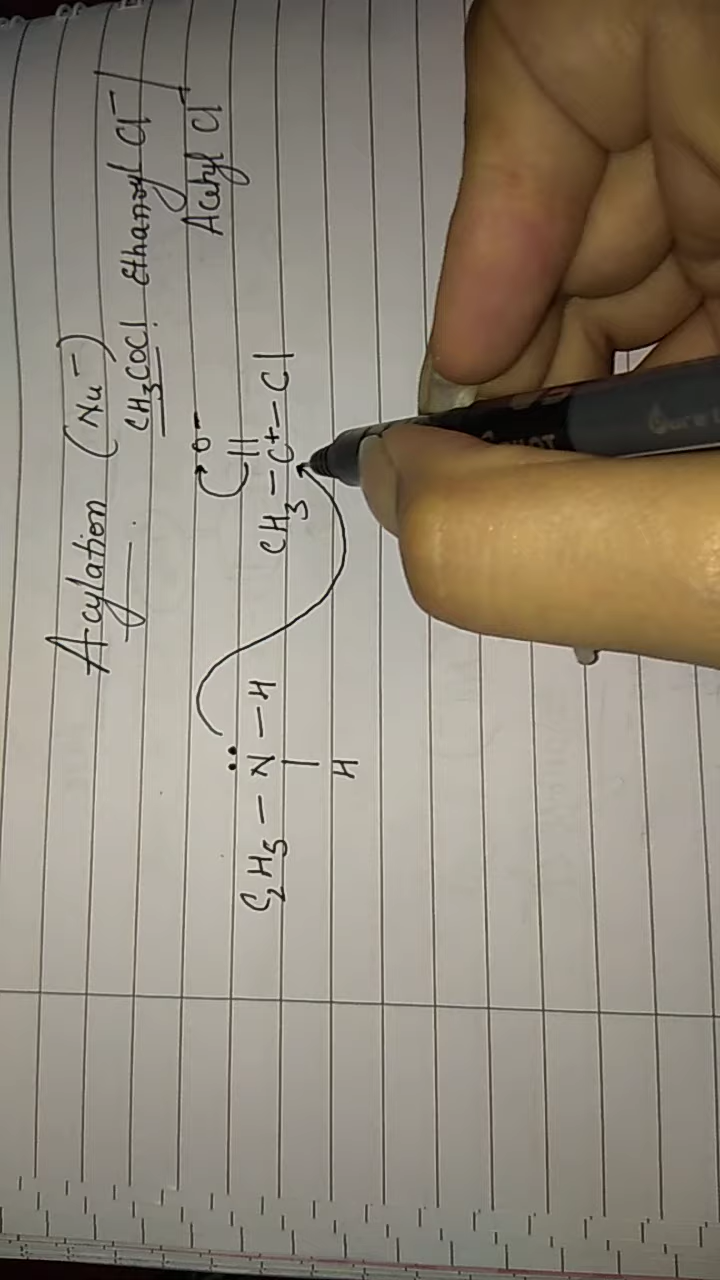 Acylation (Nu⁻)
CH3COCl. Ethanoyl Cl⁻/
Acetyl Cl
O⁻
C2H5 — N̈ — H CH3 — C⁺ — Cl
H